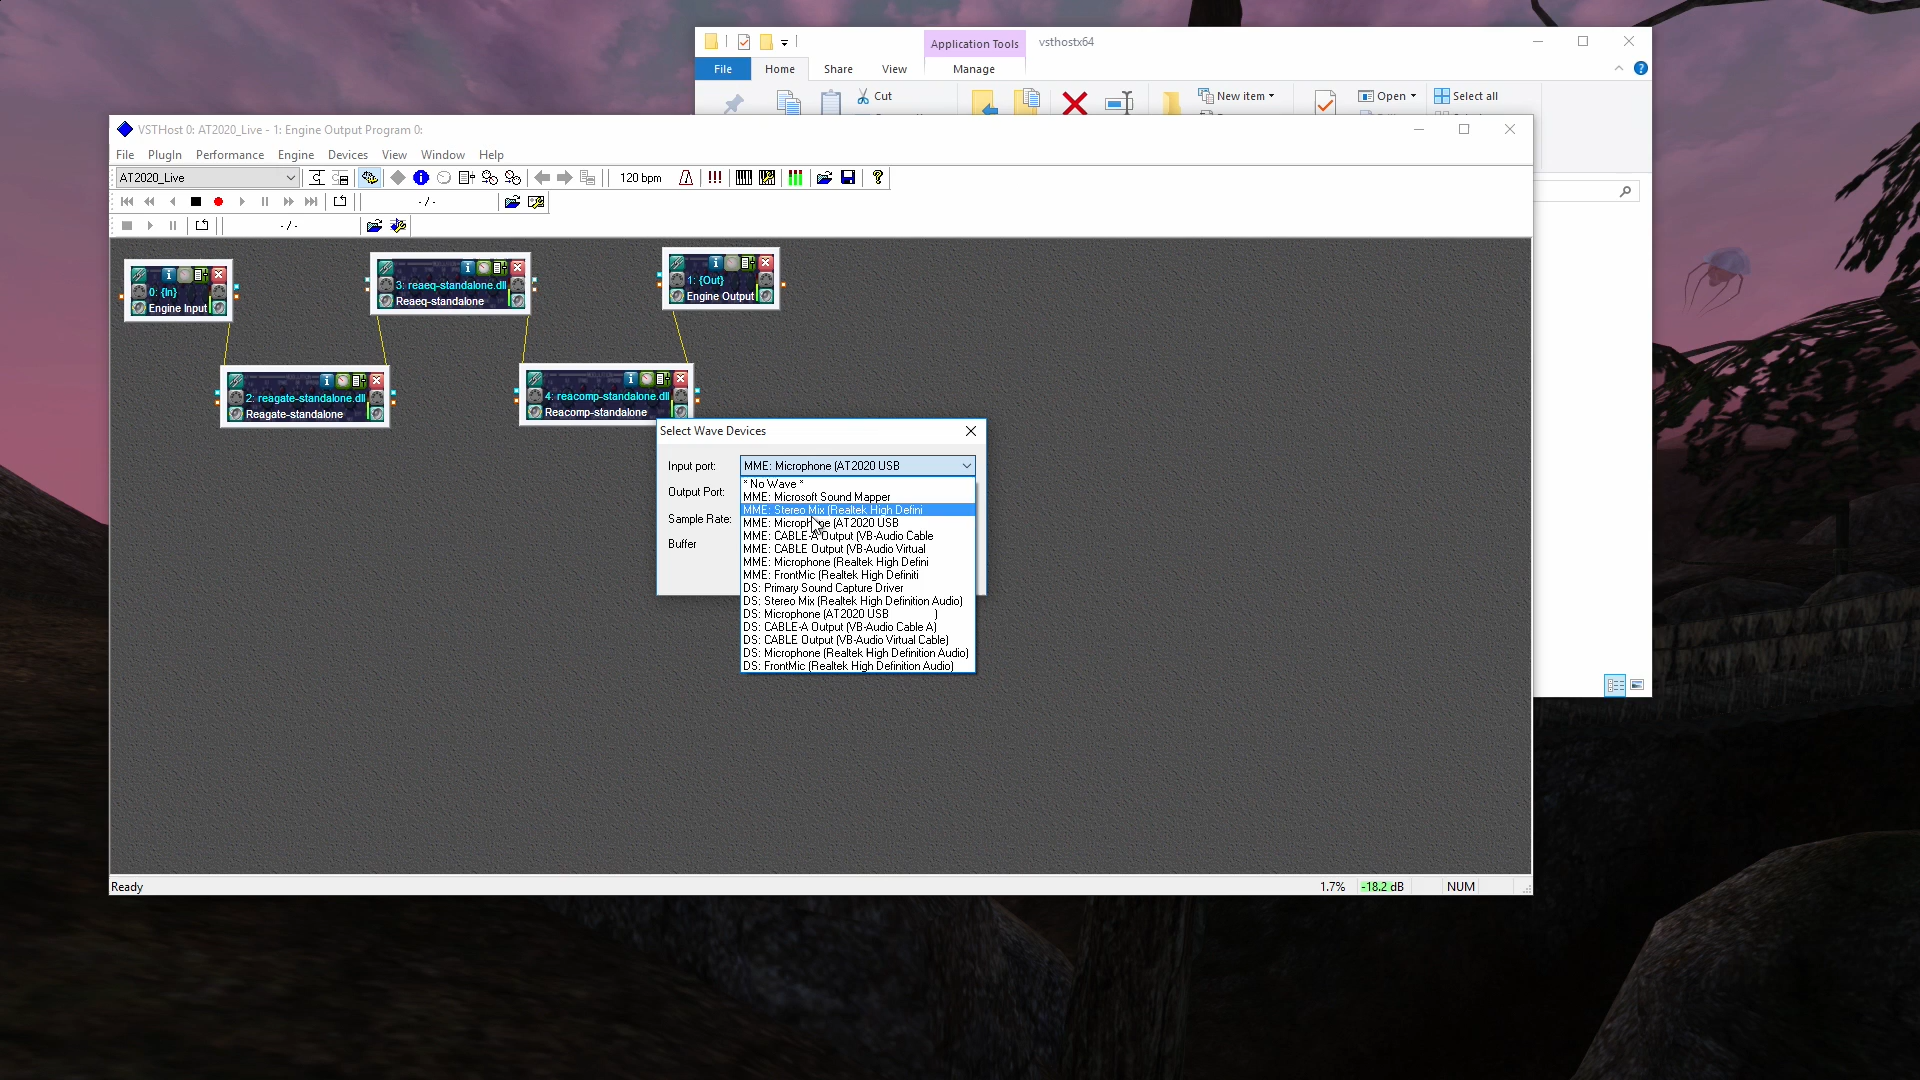 Application Tools
vsthostx64
File
Home
Share
View
Manage
Cut
New item
Open
Select all
VSTHost 0: AT2020_Live - 1: Engine Output Program 0:
File PlugIn Performance Engine Devices View Window Help
AT2020_Live
120 bpm
- / -
- / -
0: {In}
Engine Input
3: reaeq-standalone.dll
Reaeq-standalone
1: {Out}
Engine Output
2: reagate-standalone.dll
Reagate-standalone
4: reacomp-standalone.dll
Reacomp-standalone
Select Wave Devices
Input port:
MME: Microphone (AT2020 USB
Output Port:
Sample Rate:
Buffer
* No Wave *
MME: Microsoft Sound Mapper
MME: Stereo Mix (Realtek High Defini
MME: Microphone (AT2020 USB
MME: CABLE-A Output (VB-Audio Cable
MME: CABLE Output (VB-Audio Virtual
MME: Microphone (Realtek High Defini
MME: FrontMic (Realtek High Definiti
DS: Primary Sound Capture Driver
DS: Stereo Mix (Realtek High Definition Audio)
DS: Microphone (AT2020 USB )
DS: CABLE-A Output (VB-Audio Cable A)
DS: CABLE Output (VB-Audio Virtual Cable)
DS: Microphone (Realtek High Definition Audio)
DS: FrontMic (Realtek High Definition Audio)
Ready
1.7%
-18.2 dB
NUM